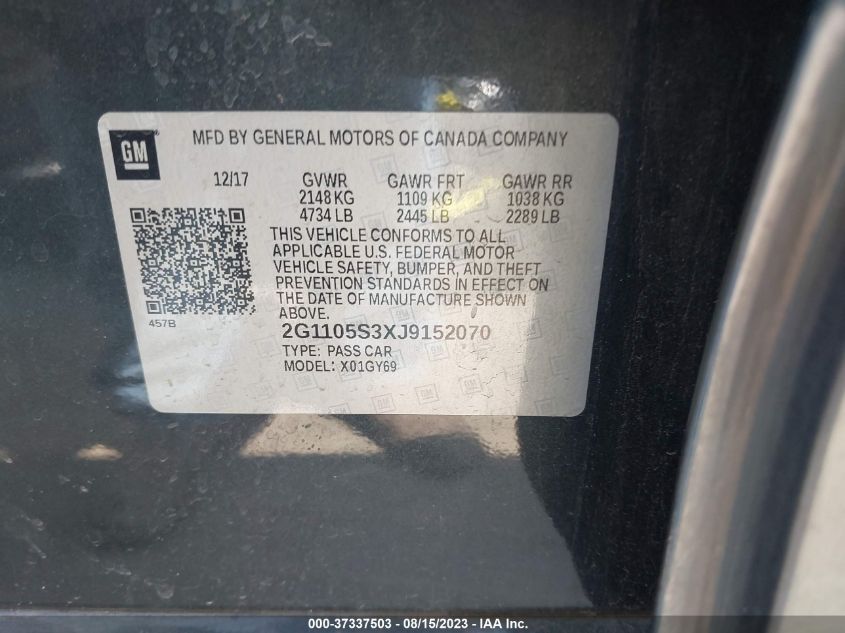 GM
MFD BY GENERAL MOTORS OF CANADA COMPANY
12/17 GVWR GAWR FRT GAWR RR
2148 KG 1109 KG 1038 KG
4734 LB 2445 LB 2289 LB
THIS VEHICLE CONFORMS TO ALL
APPLICABLE U.S. FEDERAL MOTOR
VEHICLE SAFETY, BUMPER, AND THEFT
PREVENTION STANDARDS IN EFFECT ON
THE DATE OF MANUFACTURE SHOWN
ABOVE.
457B
2G1105S3XJ9152070
TYPE: PASS CAR
MODEL: X01GY69
000-37337503 - 08/15/2023 - IAA Inc.